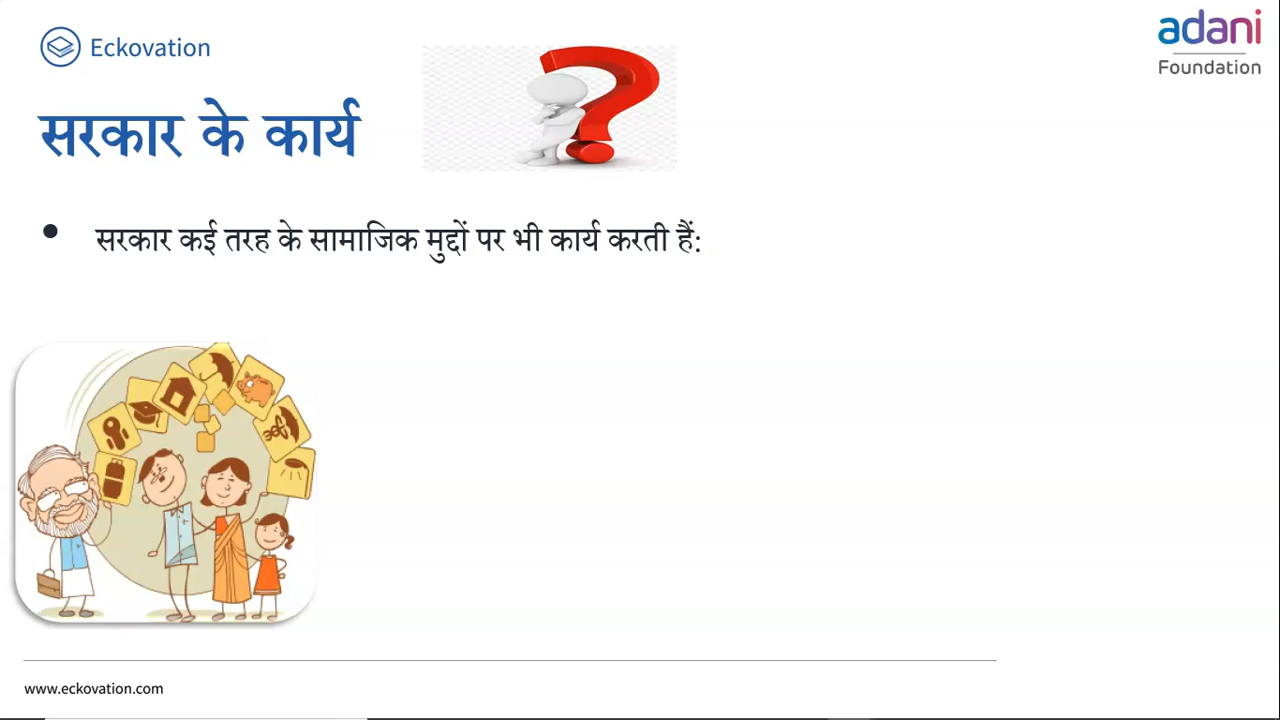 Eckovation
adani
Foundation
सरकार के कार्य
• सरकार कई तरह के सामाजिक मुद्दों पर भी कार्य करती हैं:
www.eckovation.com